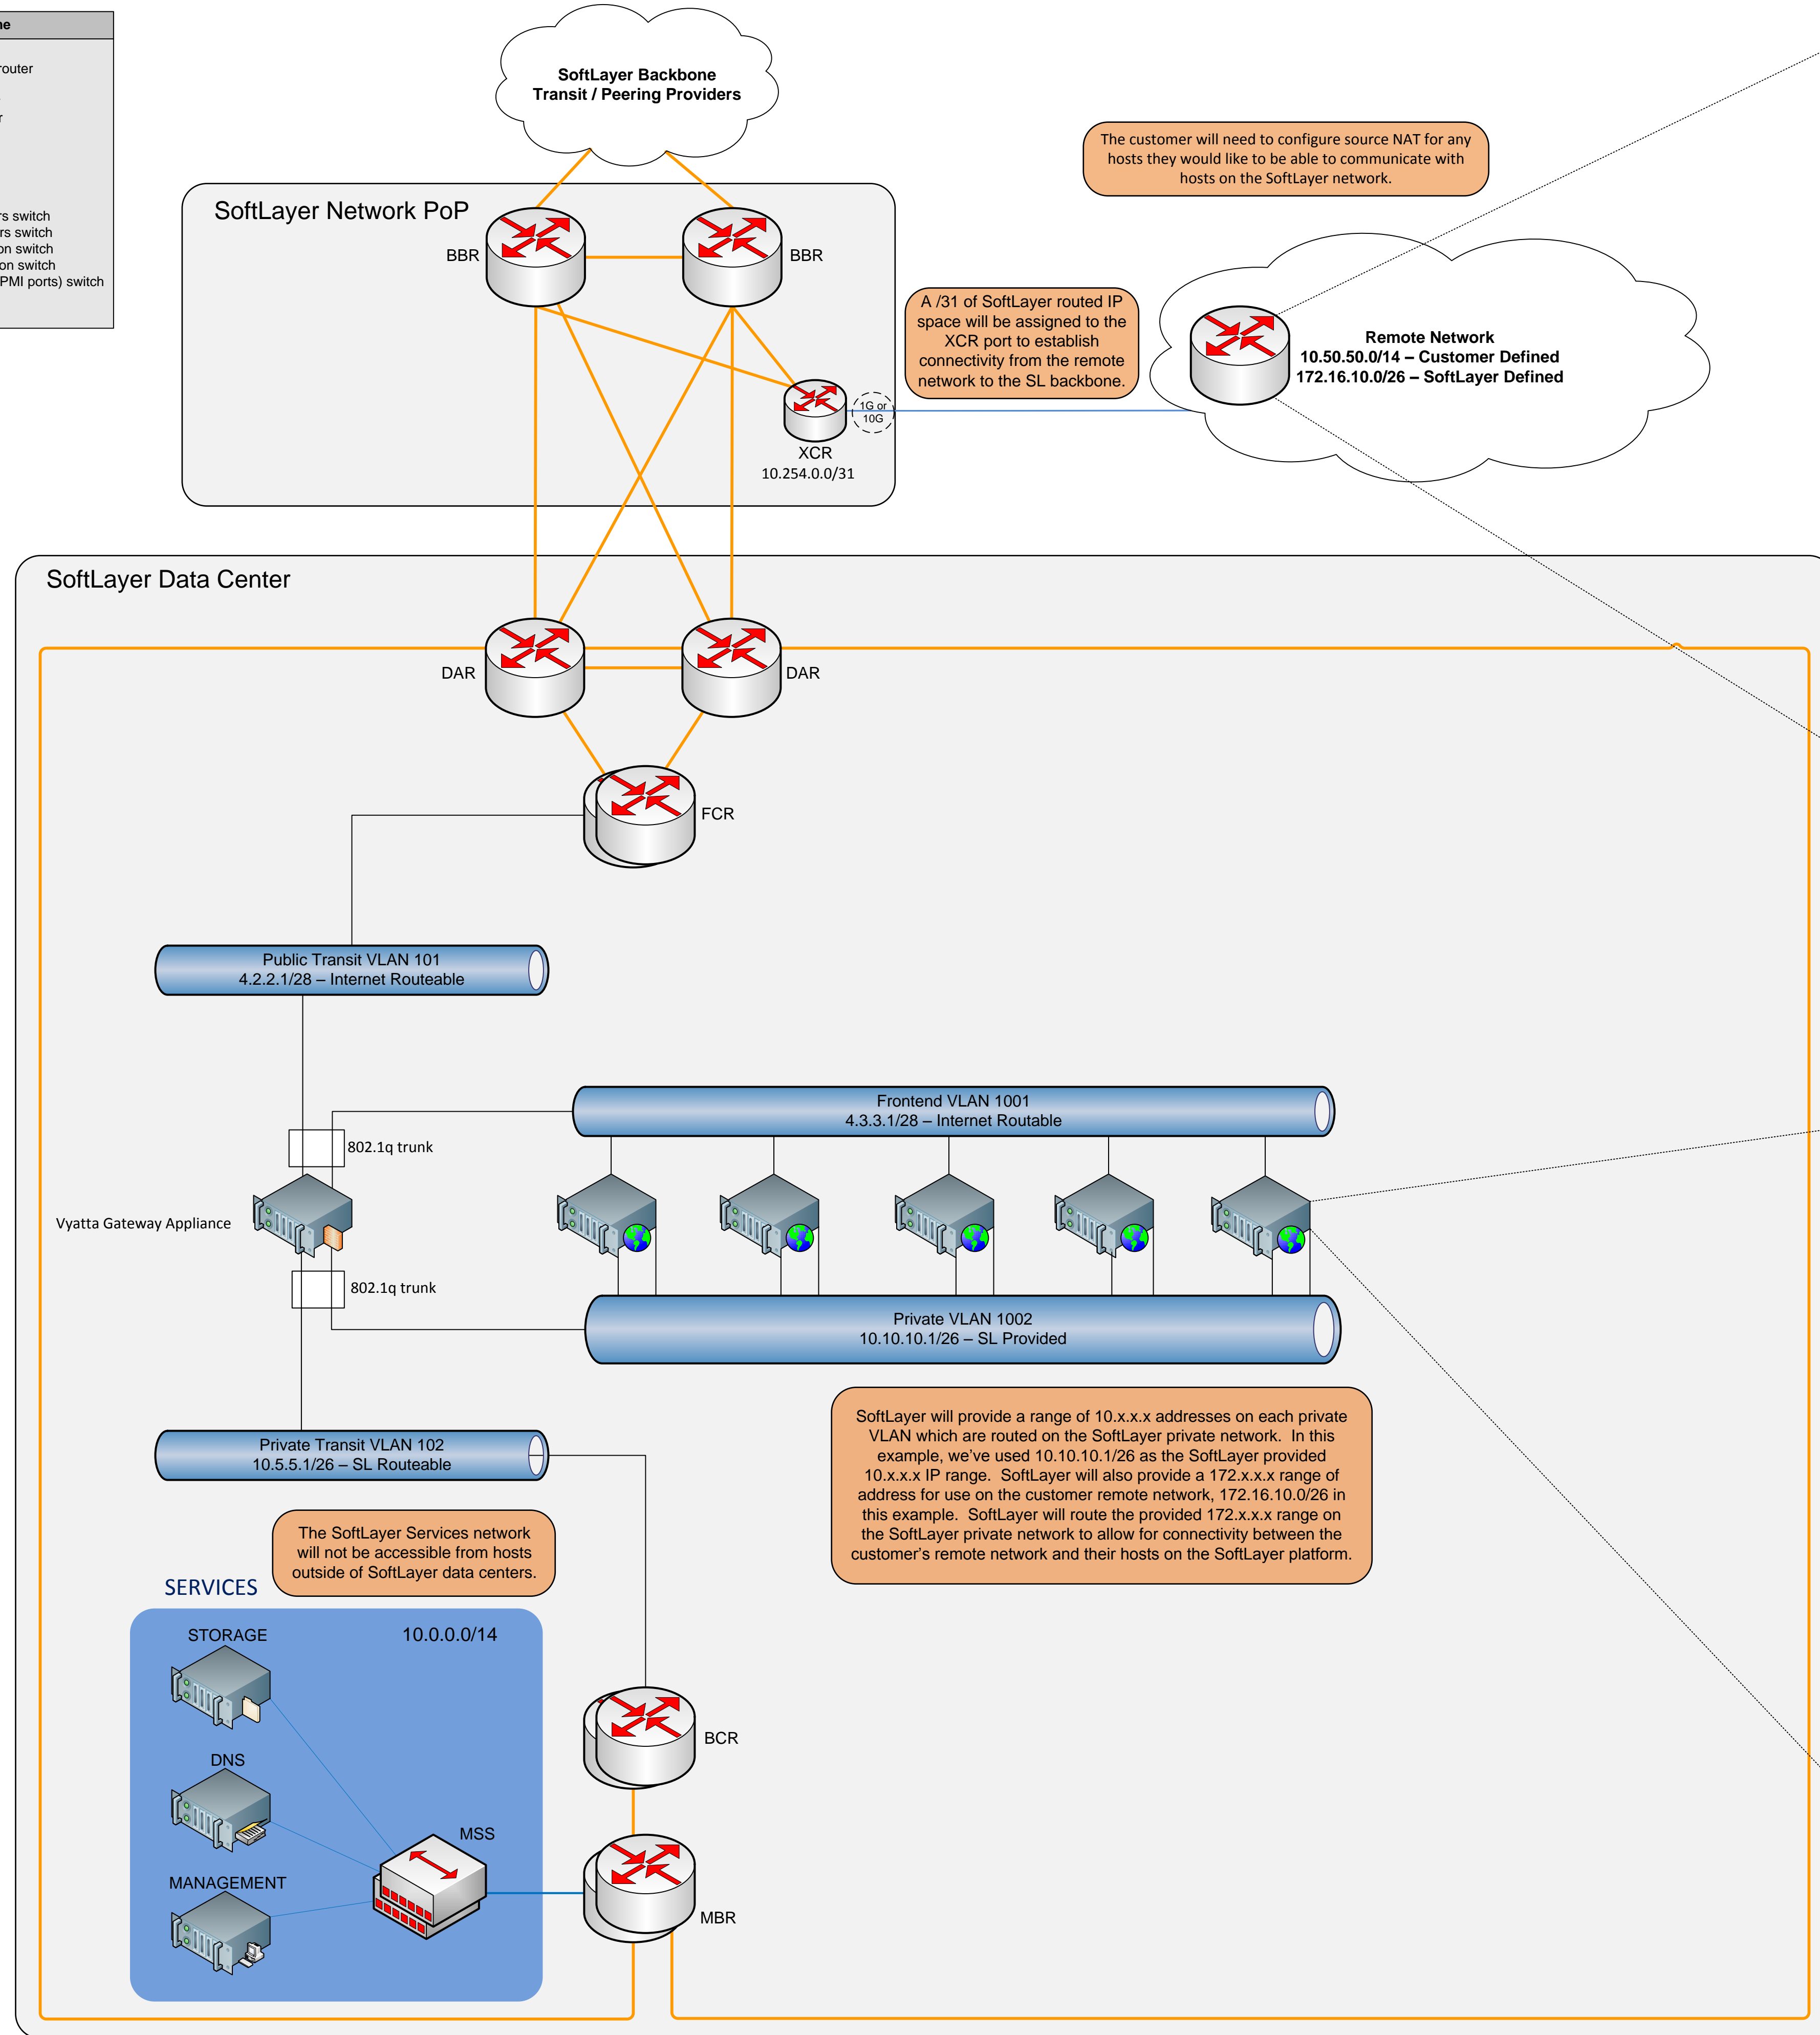 router
rs switch
rs switch
on switch
on switch
PMI ports) switch
SoftLayer Backbone
Transit / Peering Providers
The customer will need to configure source NAT for any
hosts they would like to be able to communicate with
hosts on the SoftLayer network.
SoftLayer Network PoP
BBR
BBR
A /31 of SoftLayer routed IP
space will be assigned to the
XCR port to establish
connectivity from the remote
network to the SL backbone.
Remote Network
10.50.50.0/14 – Customer Defined
172.16.10.0/26 – SoftLayer Defined
1G or
10G
XCR
10.254.0.0/31
SoftLayer Data Center
DAR
DAR
FCR
Public Transit VLAN 101
4.2.2.1/28 – Internet Routeable
Frontend VLAN 1001
4.3.3.1/28 – Internet Routable
802.1q trunk
Vyatta Gateway Appliance
802.1q trunk
Private VLAN 1002
10.10.10.1/26 – SL Provided
Private Transit VLAN 102
10.5.5.1/26 – SL Routeable
SoftLayer will provide a range of 10.x.x.x addresses on each private
VLAN which are routed on the SoftLayer private network.  In this
example, we've used 10.10.10.1/26 as the SoftLayer provided
10.x.x.x IP range.  SoftLayer will also provide a 172.x.x.x range of
address for use on the customer remote network, 172.16.10.0/26 in
this example.  SoftLayer will route the provided 172.x.x.x range on
the SoftLayer private network to allow for connectivity between the
customer's remote network and their hosts on the SoftLayer platform.
The SoftLayer Services network
will not be accessible from hosts
outside of SoftLayer data centers.
SERVICES
STORAGE
10.0.0.0/14
DNS
BCR
MSS
MANAGEMENT
MBR